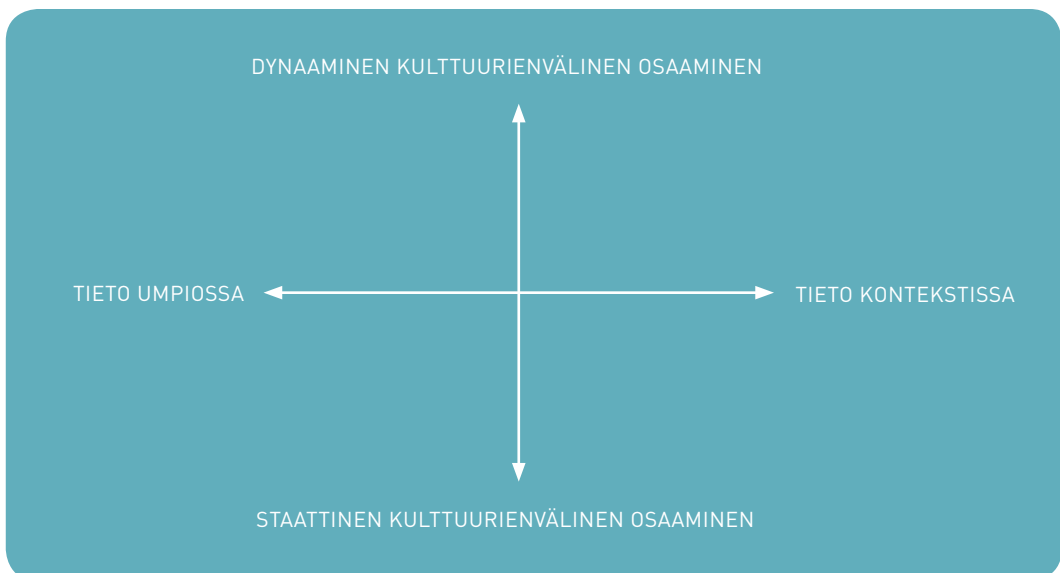 DYNAAMINEN KULTTUURIENVÄLINEN OSAAMINEN
TIETO UMPIOSSA
TIETO KONTEKSTISSA
STAATTINEN KULTTUURIENVÄLINEN OSAAMINEN